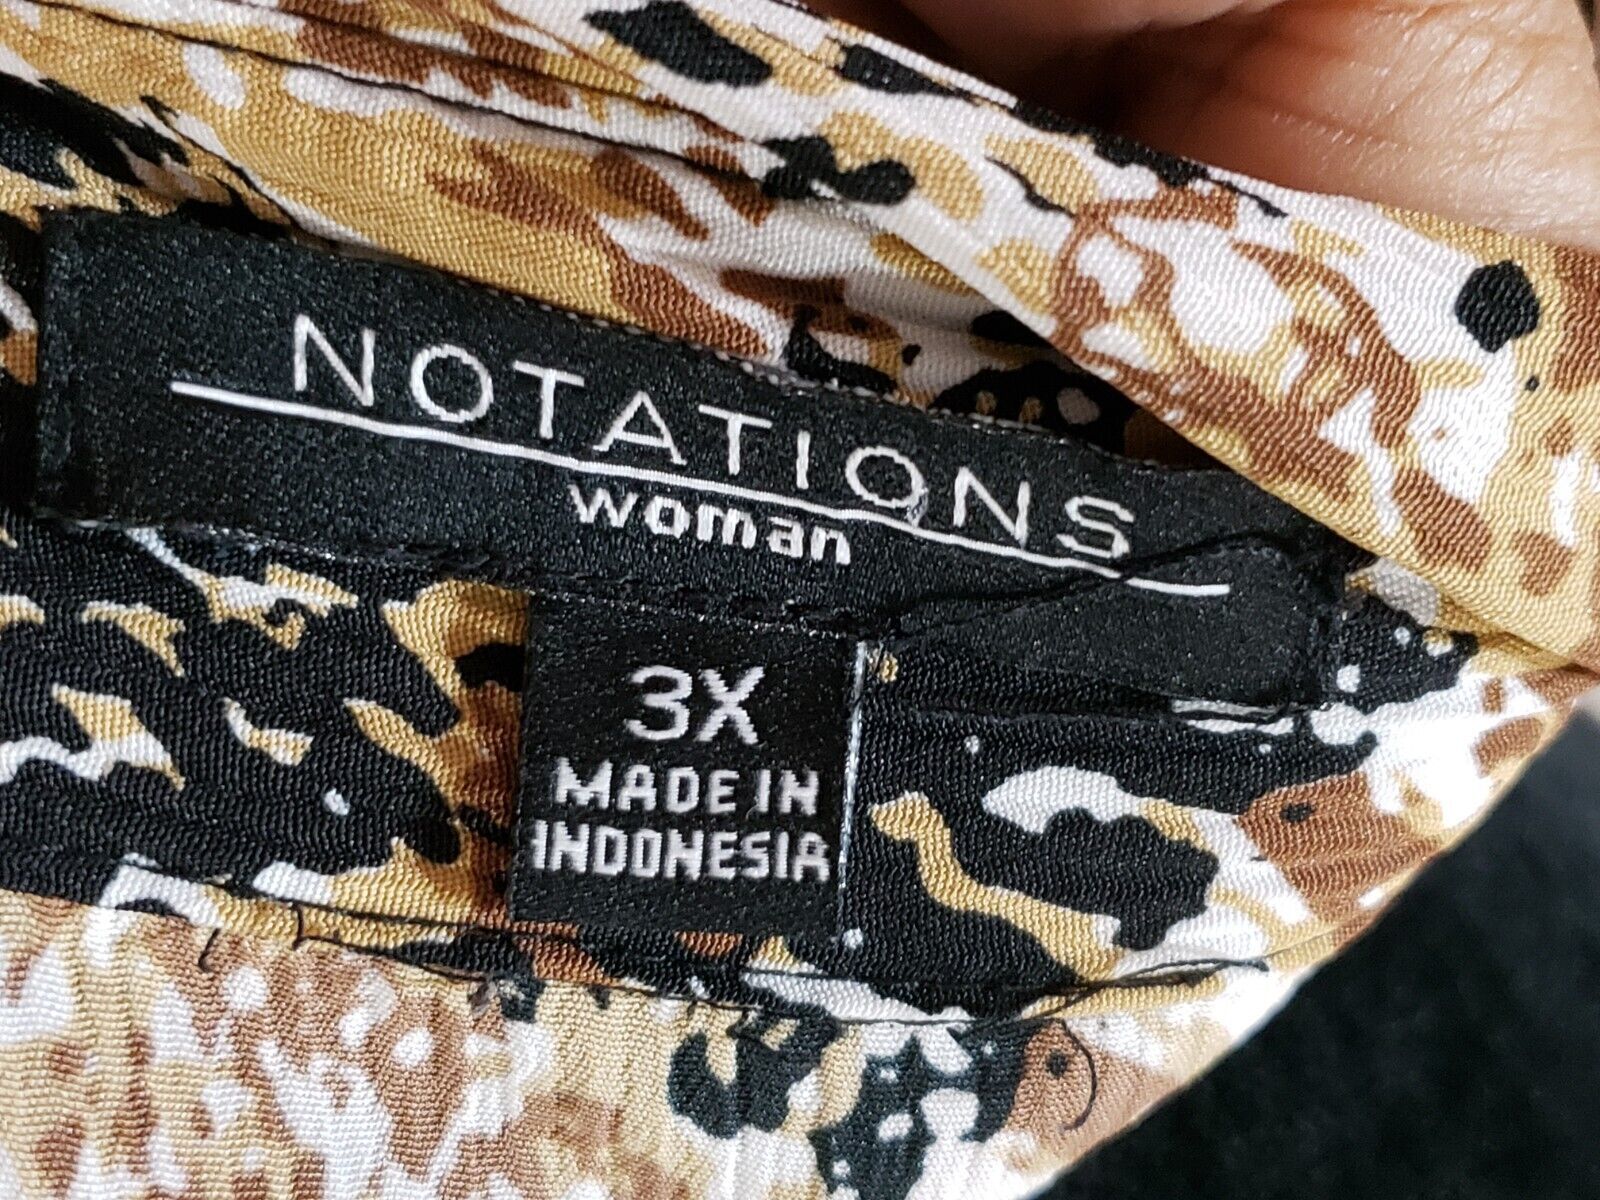 NOTATIONS
woman
3X
MADE IN
INDONESIA